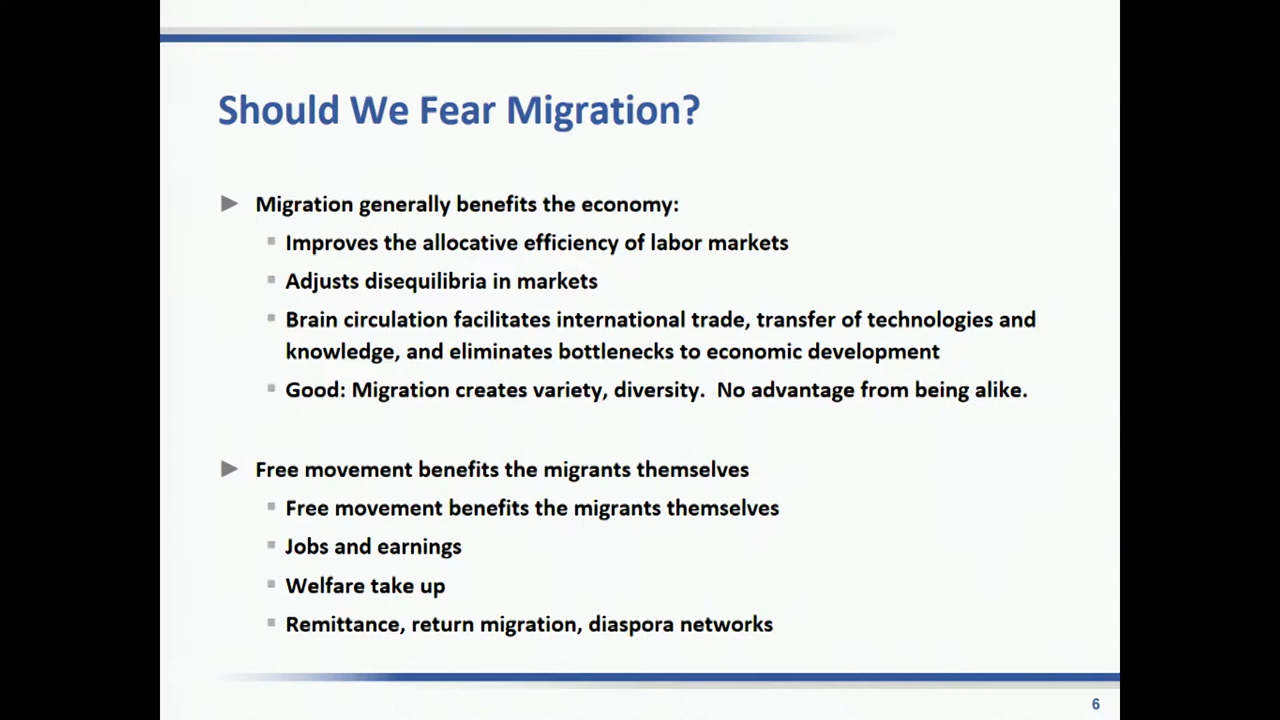 Should We Fear Migration?
Migration generally benefits the economy:
Improves the allocative efficiency of labor markets
Adjusts disequilibria in markets
Brain circulation facilitates international trade, transfer of technologies and
knowledge, and eliminates bottlenecks to economic development
Good: Migration creates variety, diversity.  No advantage from being alike.
Free movement benefits the migrants themselves
Free movement benefits the migrants themselves
Jobs and earnings
Welfare take up
Remittance, return migration, diaspora networks
6